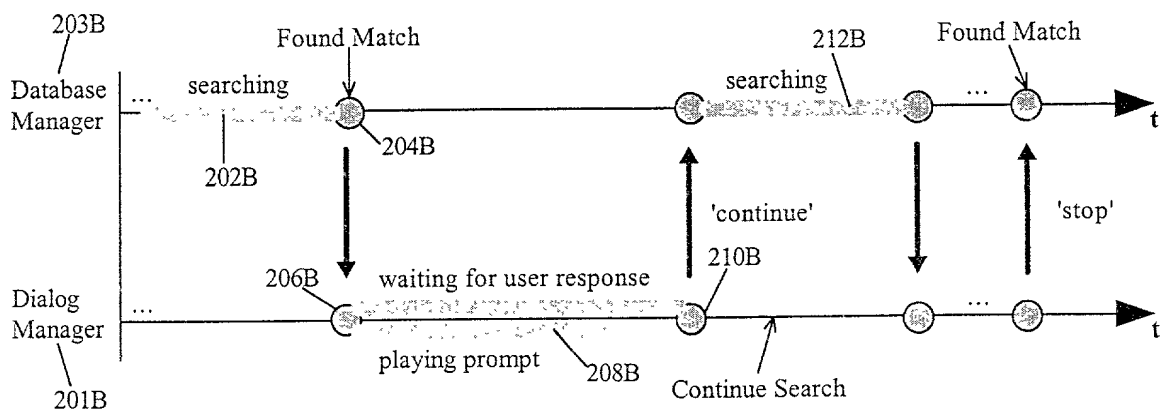 203B
Found Match
212B
Found Match
Database
Manager
...
searching
searching
...
t
202B
204B
'continue'
'stop'
206B
waiting for user response
210B
Dialog
Manager
...
...
t
playing prompt
208B
Continue Search
201B